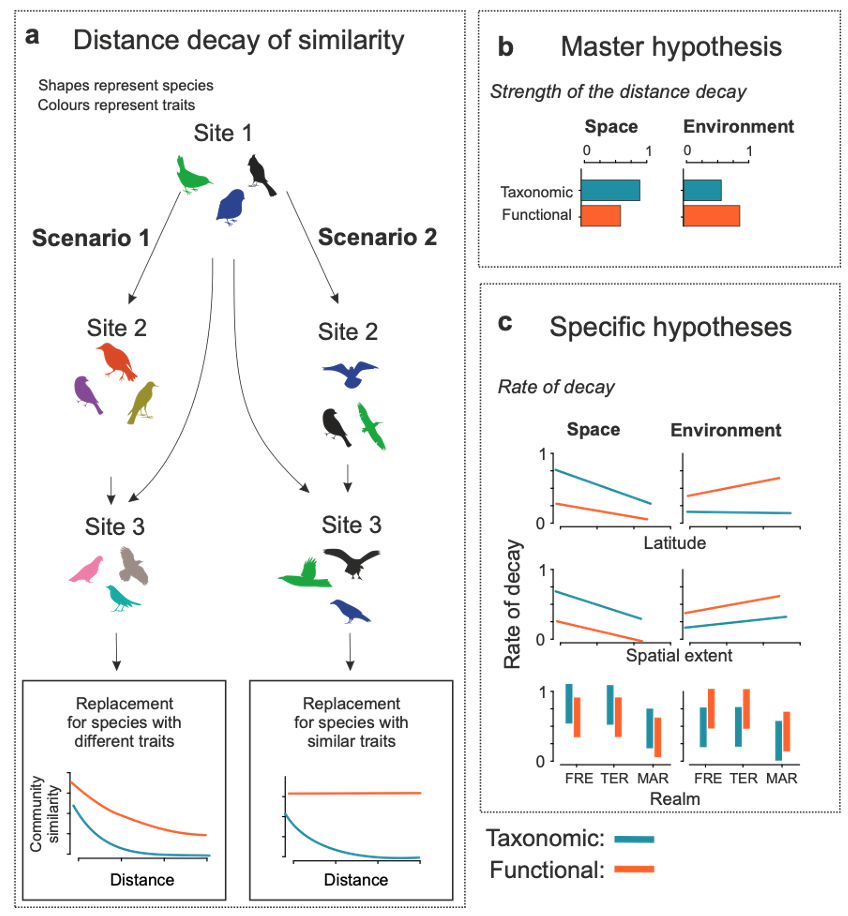 a Distance decay of similarity
Shapes represent species
Colours represent traits
Site 1
Scenario 1
Scenario 2
Site 2
Site 2
Site 3
Site 3
Replacement
for species with
different traits
Community
similarity
Distance
Replacement
for species with
similar traits
Distance
b Master hypothesis
Strength of the distance decay
Space Environment
0 1 0 1
Taxonomic
Functional
c Specific hypotheses
Rate of decay
Space Environment
Rate of decay
1
0
Latitude
1
0
Spatial extent
1
0
FRE TER MAR FRE TER MAR
Realm
Taxonomic:
Functional: